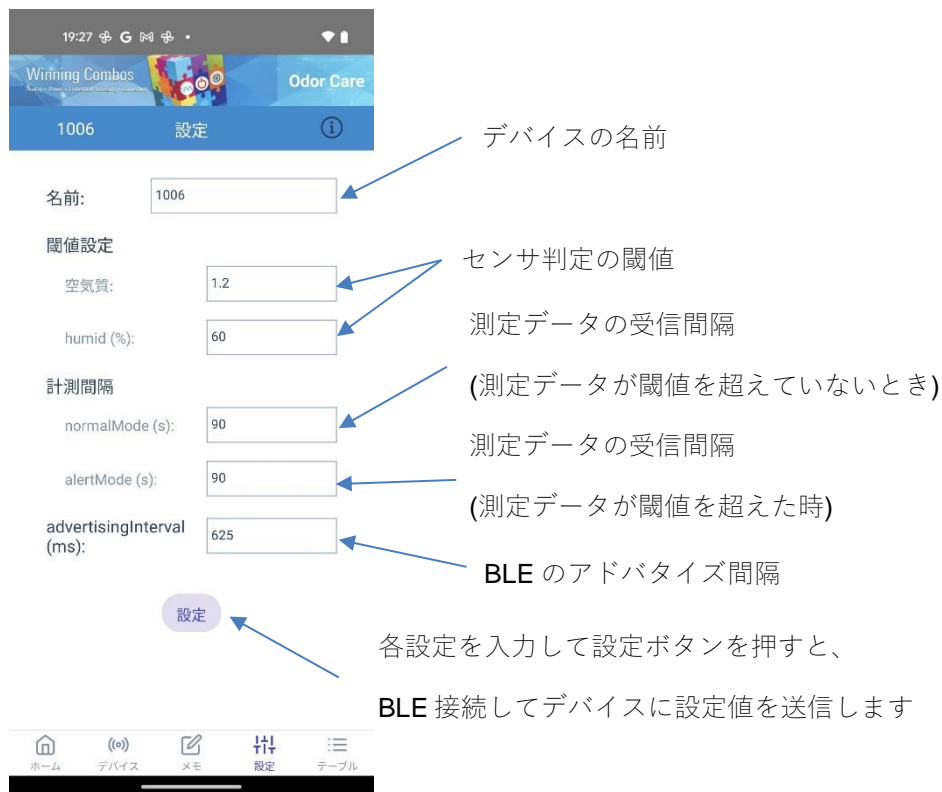 19:27 G M •
Winning Combos
Odor Care
1006 設定
デバイスの名前
名前: 1006
閾値設定
センサ判定の閾値
空気質: 1.2
測定データの受信間隔
humid (%): 60
(測定データが閾値を超えていないとき)
計測間隔
normalMode (s): 90
測定データの受信間隔
alertMode (s): 90
(測定データが閾値を超えた時)
advertisingInterval
(ms): 625
BLE のアドバタイズ間隔
設定
各設定を入力して設定ボタンを押すと、
BLE 接続してデバイスに設定値を送信します
ホーム デバイス メモ 設定 テーブル